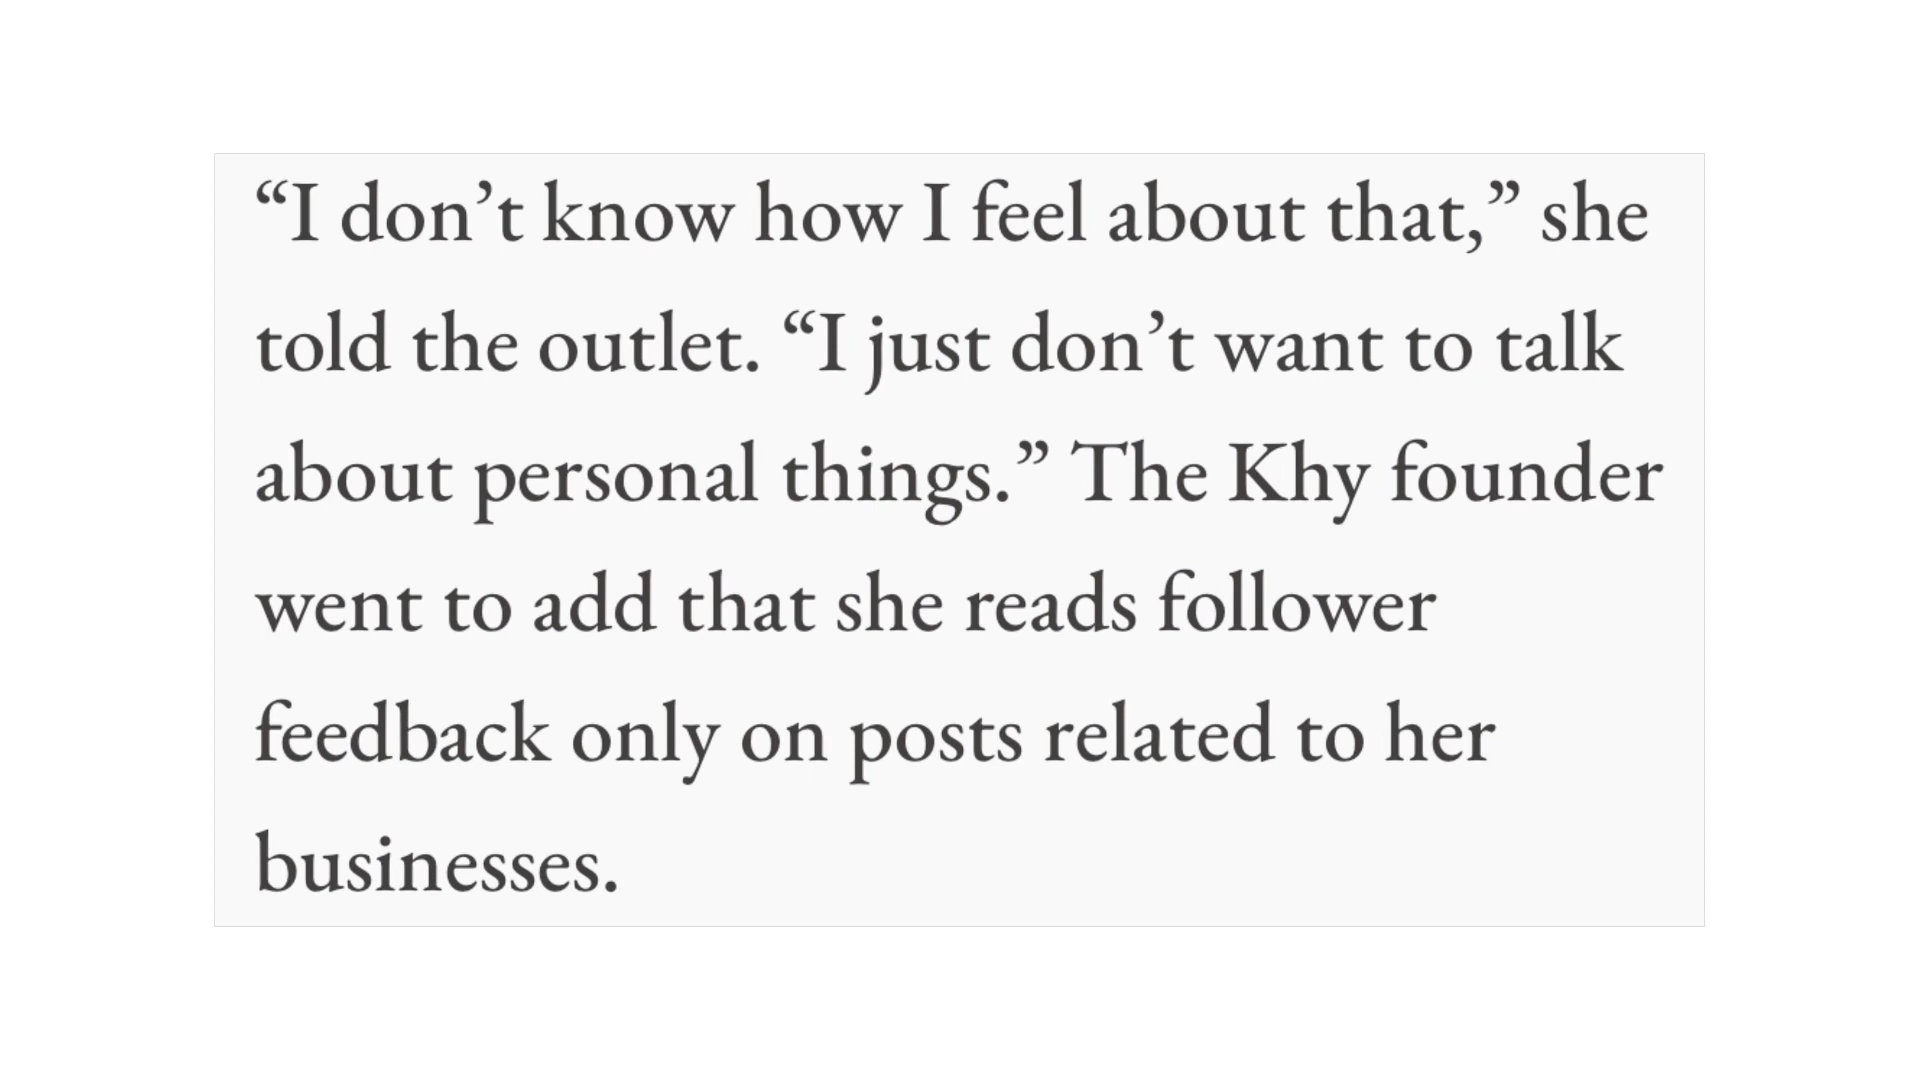 “I don’t know how I feel about that,” she
told the outlet. “I just don’t want to talk
about personal things.” The Khy founder
went to add that she reads follower
feedback only on posts related to her
businesses.